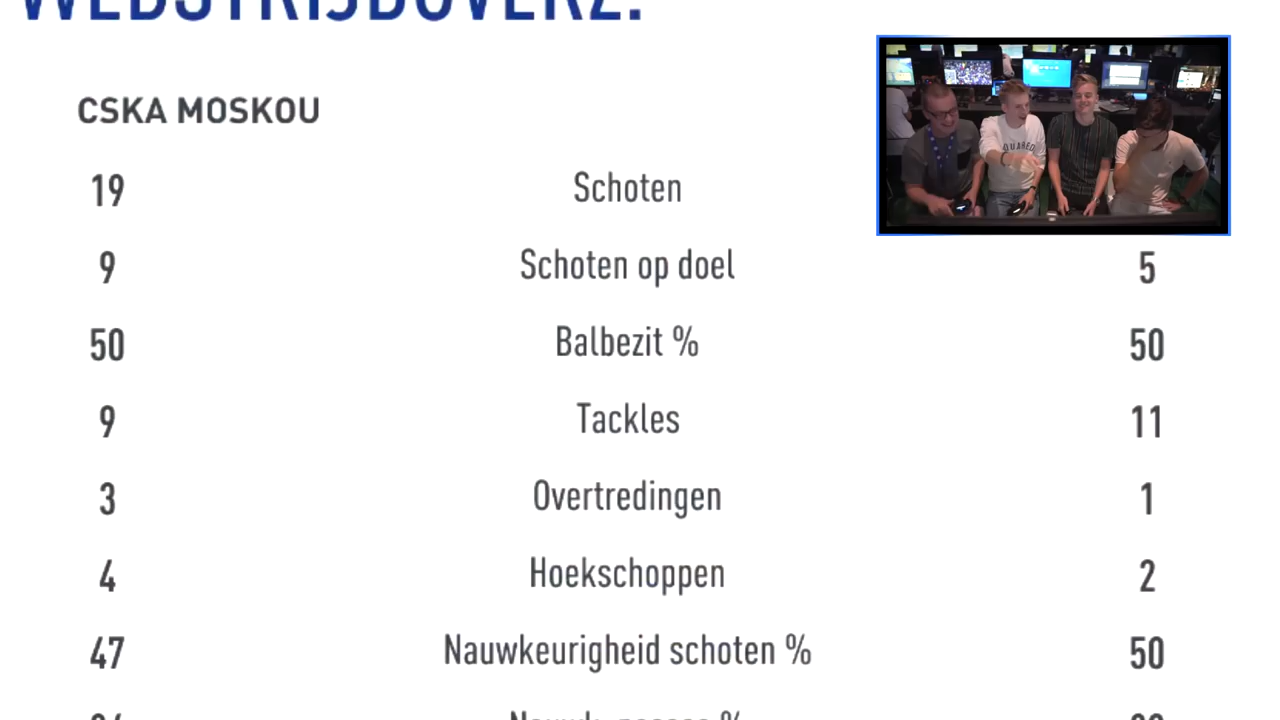 WEDSTRIJDOVERZ.
CSKA MOSKOU
19 Schoten
9 Schoten op doel 5
50 Balbezit % 50
9 Tackles 11
3 Overtredingen 1
4 Hoekschoppen 2
47 Nauwkeurigheid schoten % 50